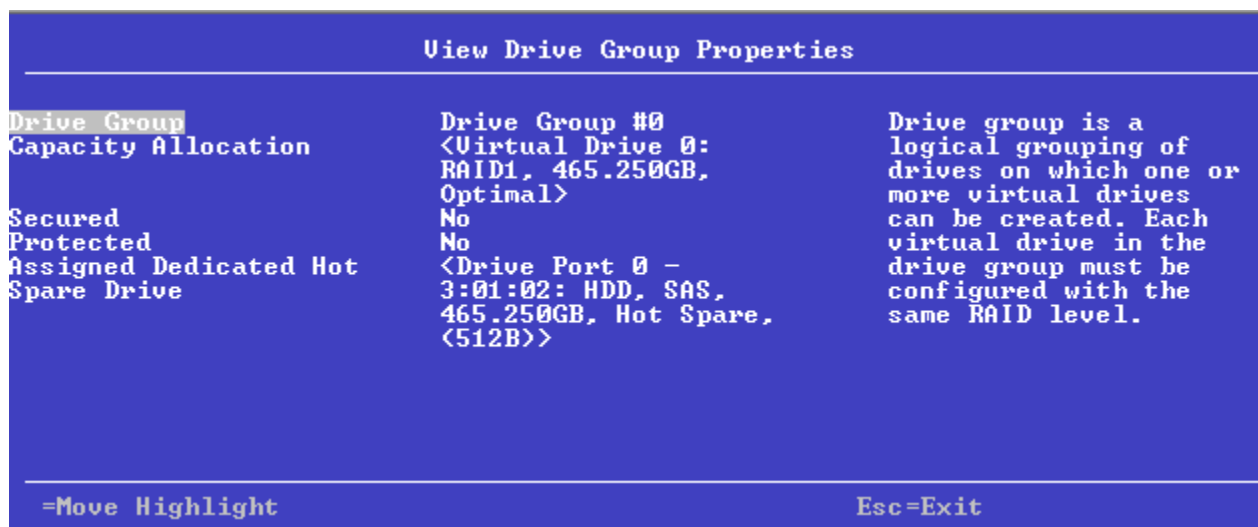 View Drive Group Properties
Drive Group
Drive Group #0
Capacity Allocation
<Virtual Drive 0:
RAID1, 465.250GB,
Optimal>
Secured
No
Protected
No
Assigned Dedicated Hot
Spare Drive
<Drive Port 0 -
3:01:02: HDD, SAS,
465.250GB, Hot Spare,
(512B)>
Drive group is a
logical grouping of
drives on which one or
more virtual drives
can be created. Each
virtual drive in the
drive group must be
configured with the
same RAID level.
=Move Highlight
Esc=Exit